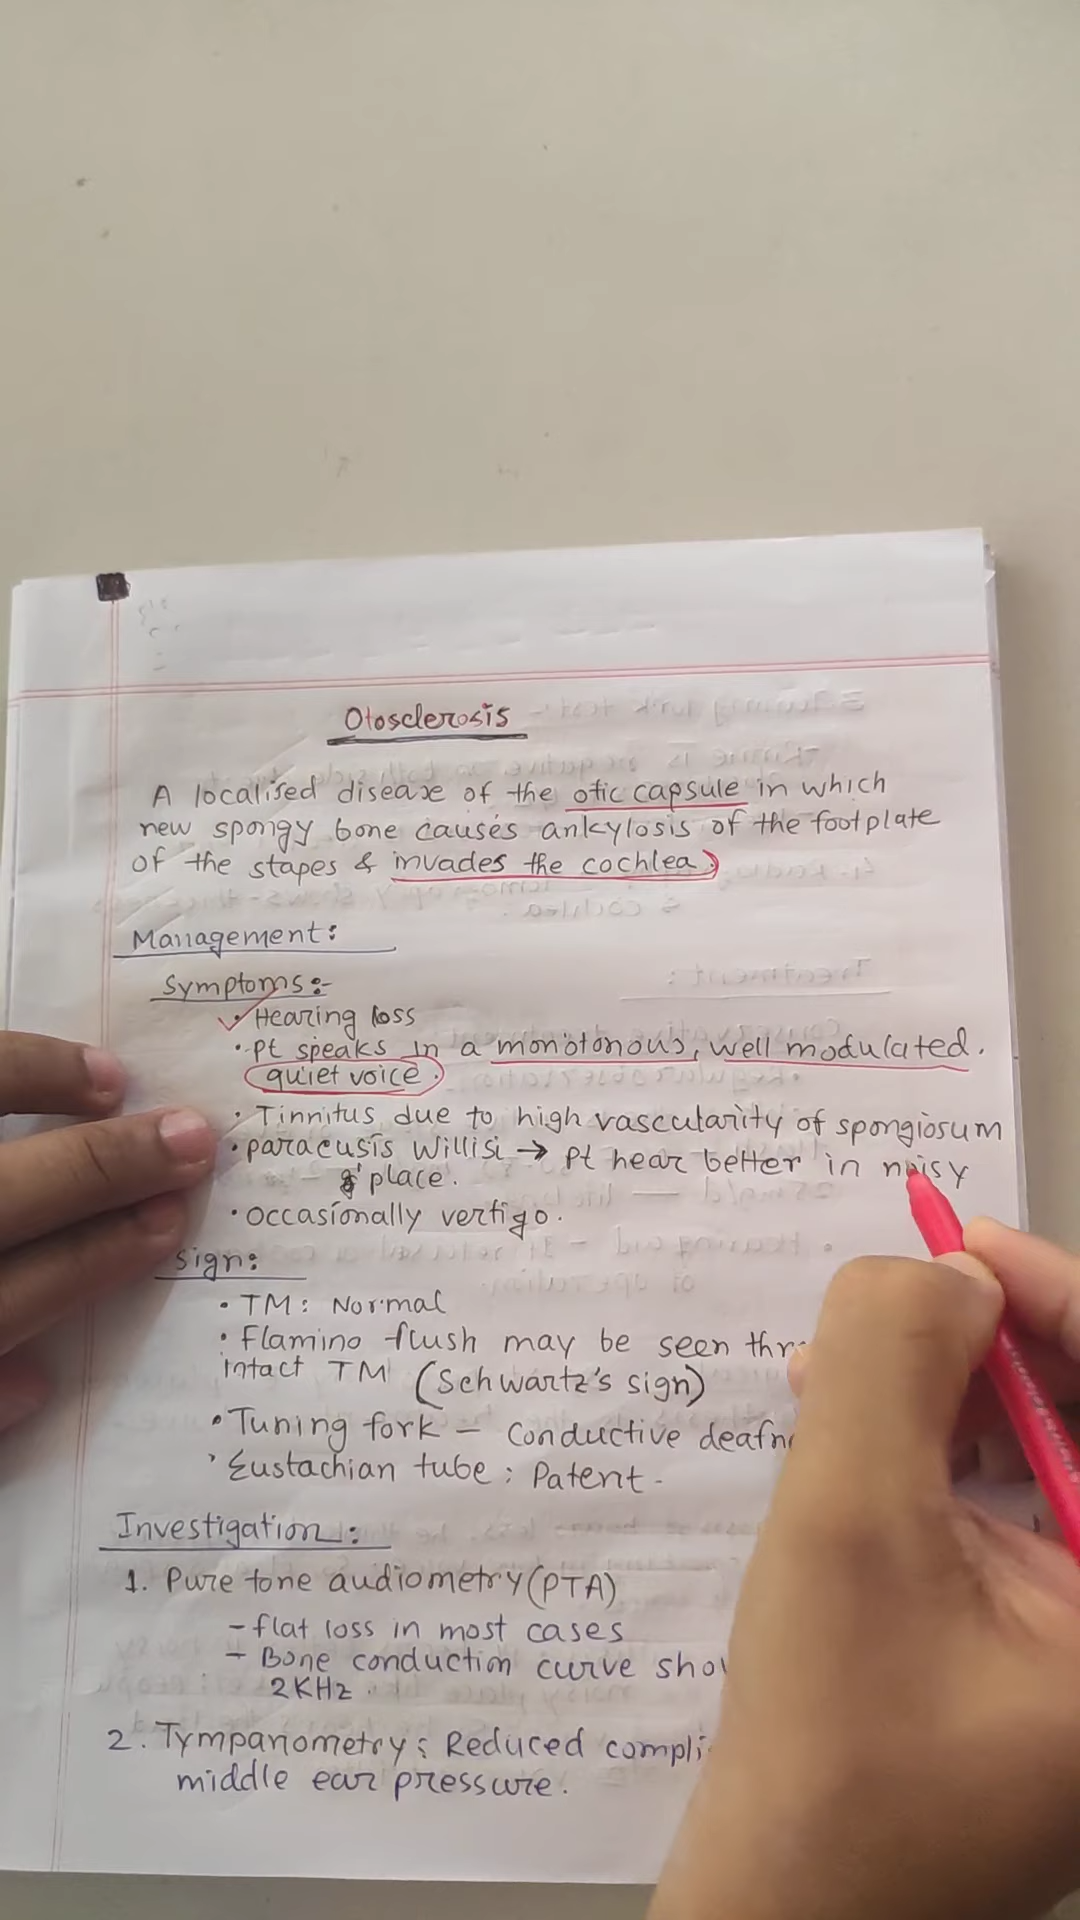 Otosclerosis
A localised disease of the otic capsule in which
new spongy bone causes ankylosis of the footplate
of the stapes & invades the cochlea.
Management:
Symptoms:-
• Hearing loss
• Pt speaks in a monotonous, well modulated.
quiet voice.
• Tinnitus due to high vascularity of spongiosum
• paracusis willisi → pt hear better in noisy
place.
• occasionally vertigo.
sign:
• TM: Normal
• Flamino flush may be seen
intact TM (Schwartz's sign)
• Tuning fork - conductive
• Eustachian tube: Patent-
Investigation:
1. Pure tone audiometry (PTA)
- flat loss in most cases
- Bone conduction curve
2KHz.
2. Tympanometry: Reduced
middle ear pressure.